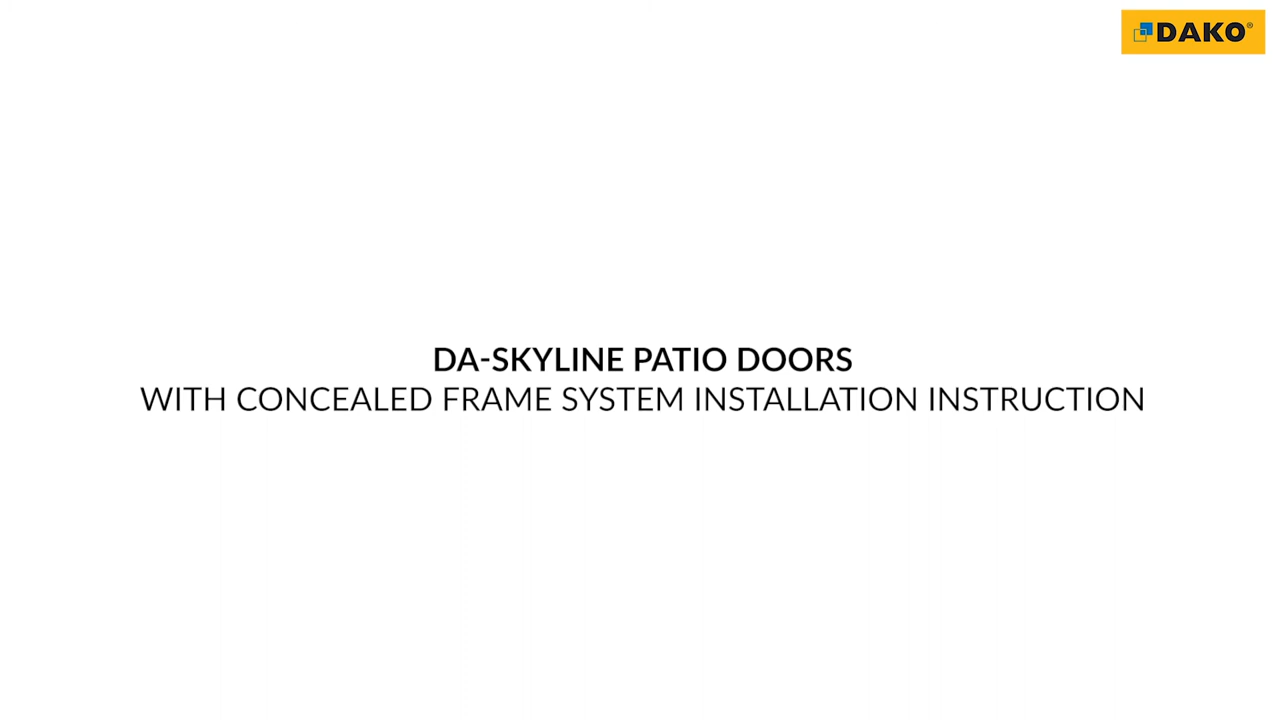 DAKO®
DA-SKYLINE PATIO DOORS
WITH CONCEALED FRAME SYSTEM INSTALLATION INSTRUCTION